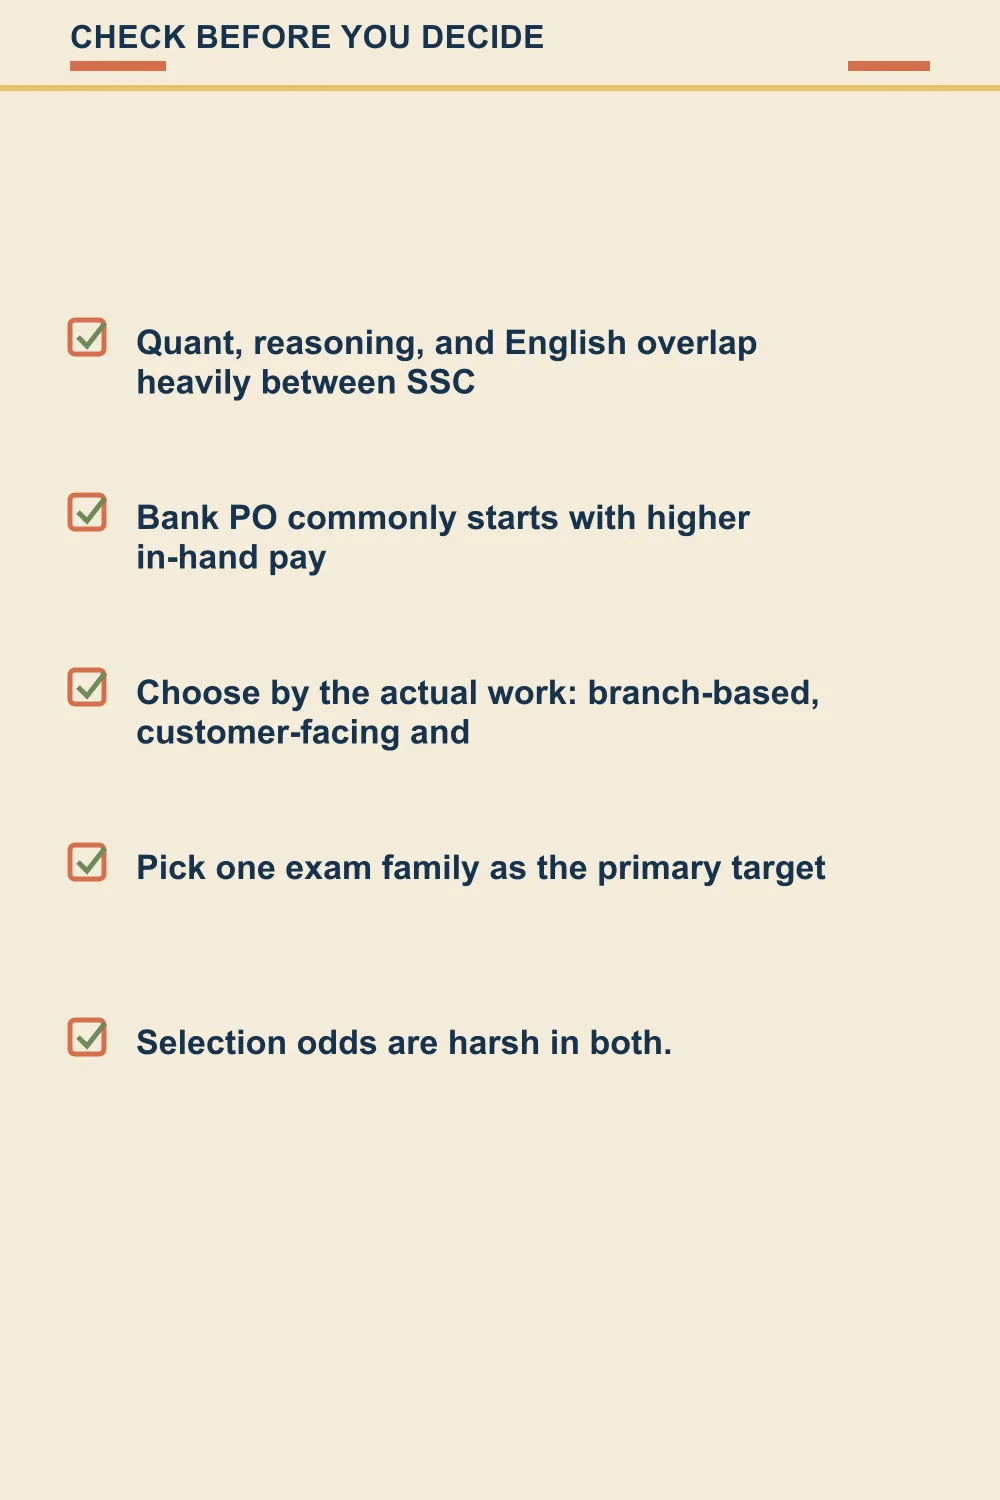 CHECK BEFORE YOU DECIDE
Quant, reasoning, and English overlap
heavily between SSC
Bank PO commonly starts with higher
in-hand pay
Choose by the actual work: branch-based,
customer-facing and
Pick one exam family as the primary target
Selection odds are harsh in both.